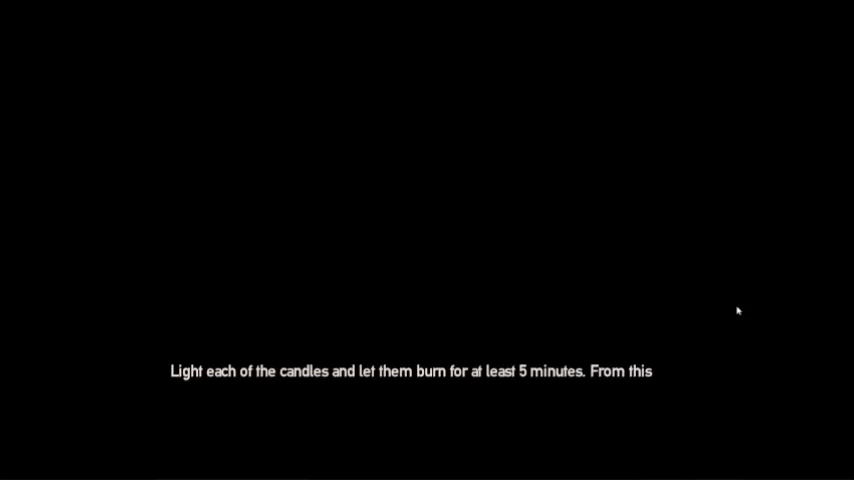 Light each of the candles and let them burn for at least 5 minutes. From this